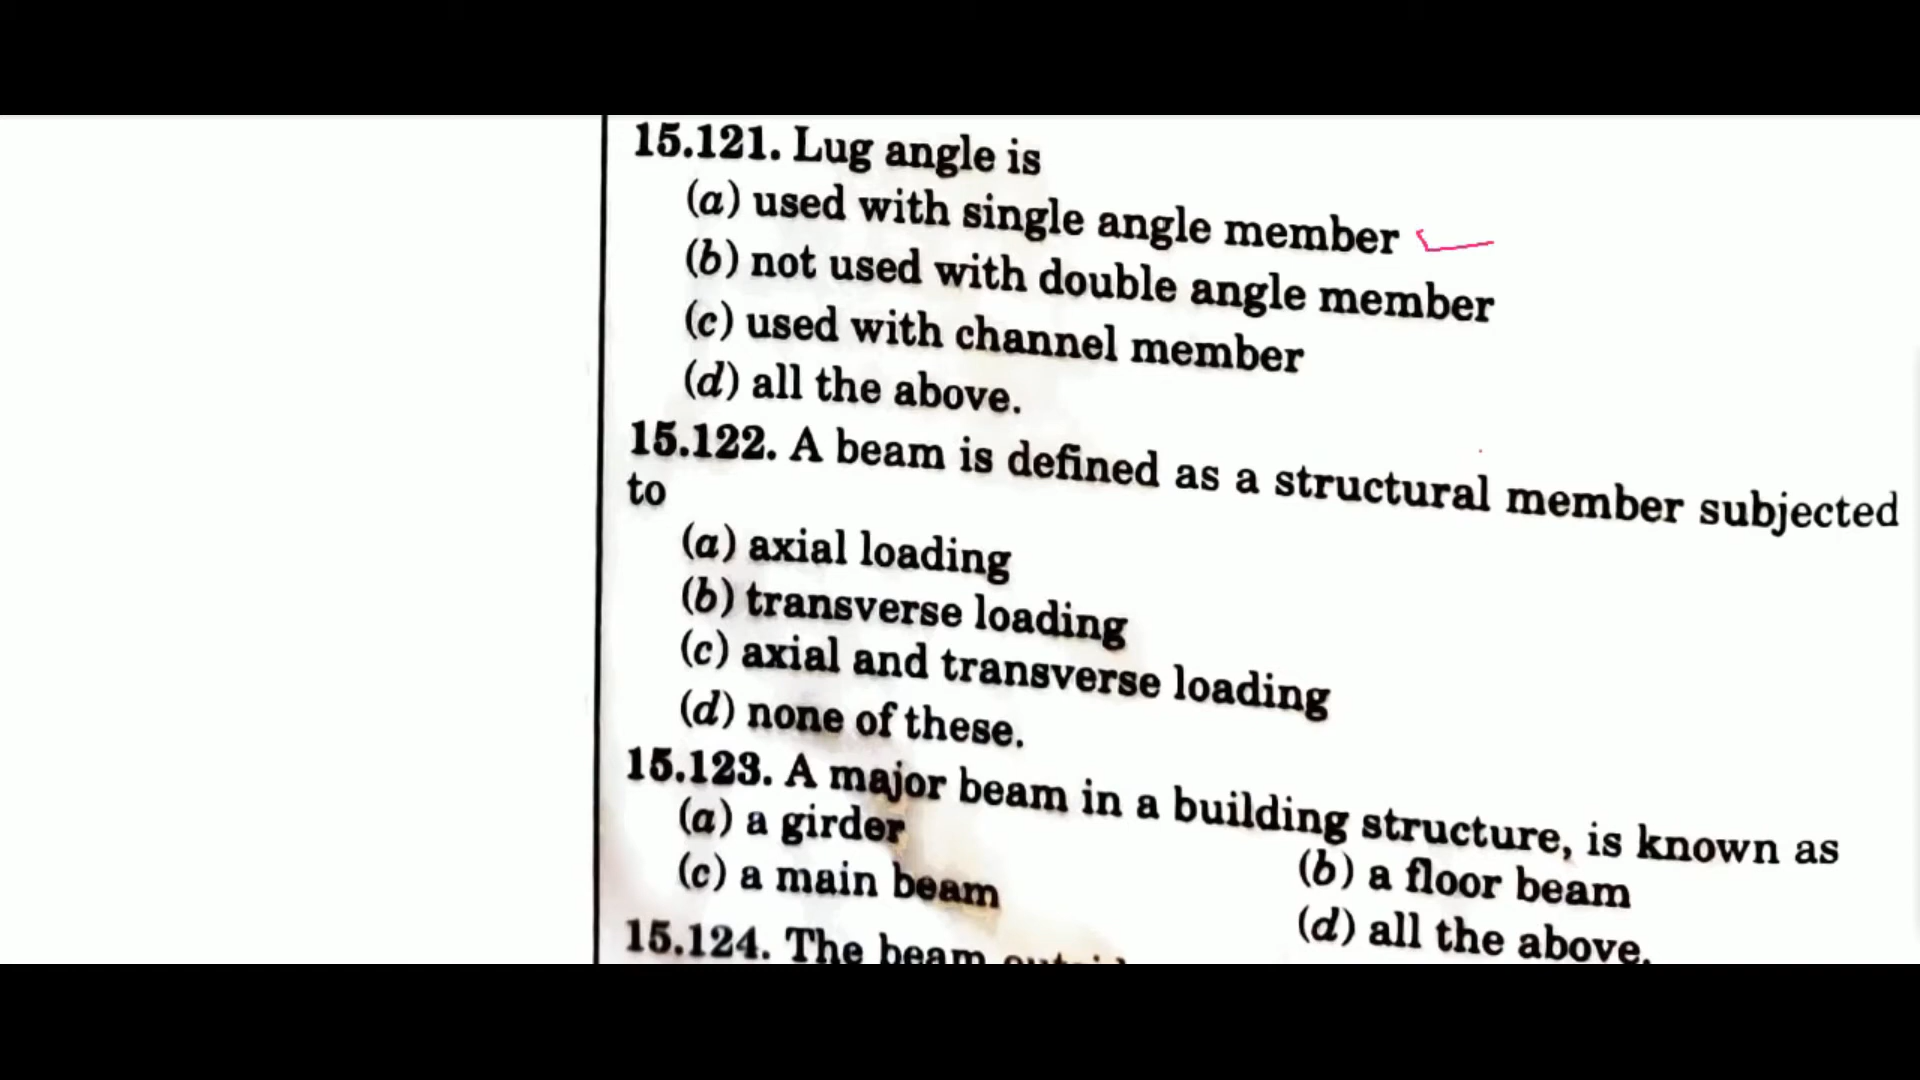 15.121. Lug angle is
(a) used with single angle member
(b) not used with double angle member
(c) used with channel member
(d) all the above.
15.122. A beam is defined as a structural member subjected
to
(a) axial loading
(b) transverse loading
(c) axial and transverse loading
(d) none of these.
15.123. A major beam in a building structure, is known as
(a) a girder (b) a floor beam
(c) a main beam (d) all the above.
15.124. The beam